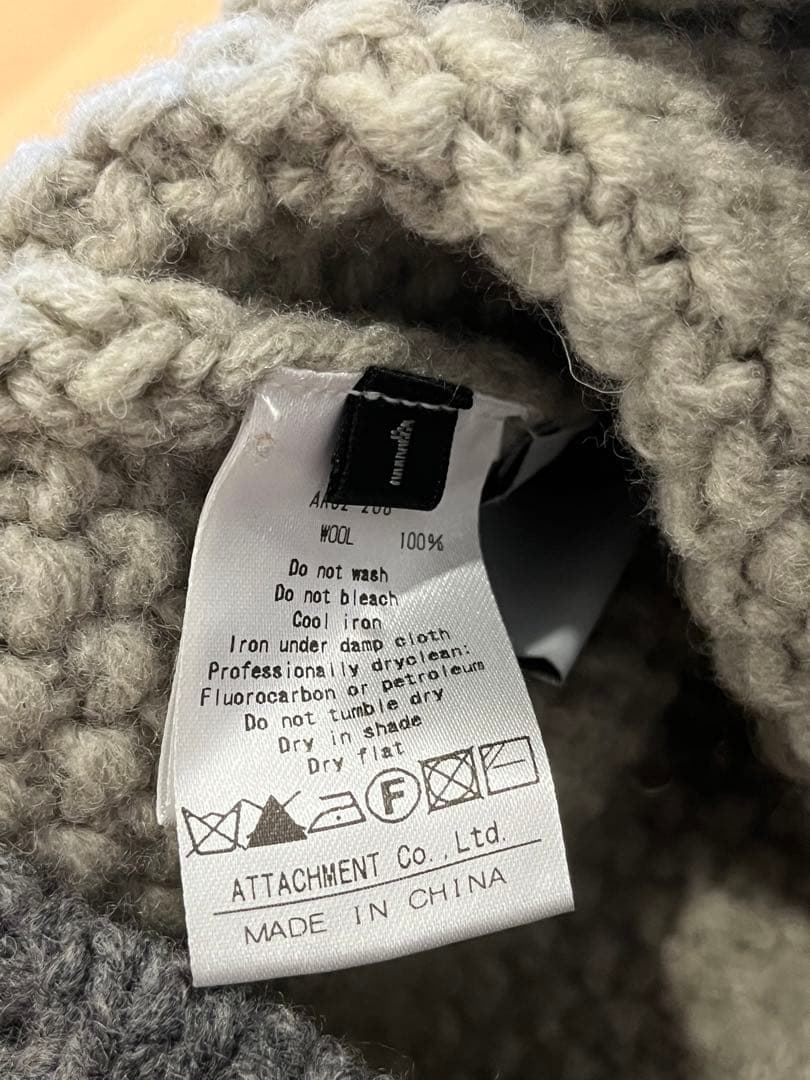 1
WOOL 100%
Do not wash
Do not bleach
Cool iron
Iron under damp cloth
Professionally dryclean:
Fluorocarbon or petroleum
Do not tumble dry
Dry in shade
Dry flat
F
ATTACHMENT Co.,Ltd.
MADE IN CHINA